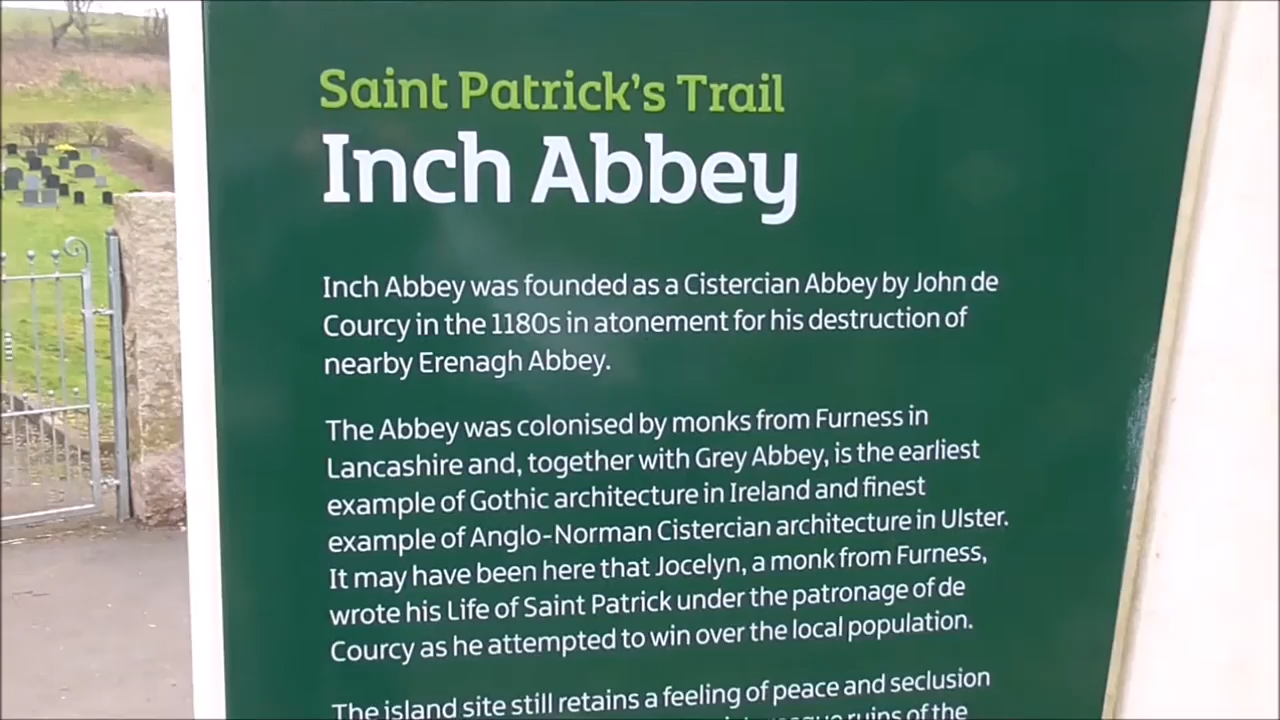 Saint Patrick's Trail
Inch Abbey
Inch Abbey was founded as a Cistercian Abbey by John de
Courcy in the 1180s in atonement for his destruction of
nearby Erenagh Abbey.
The Abbey was colonised by monks from Furness in
Lancashire and, together with Grey Abbey, is the earliest
example of Gothic architecture in Ireland and finest
example of Anglo-Norman Cistercian architecture in Ulster.
It may have been here that Jocelyn, a monk from Furness,
wrote his Life of Saint Patrick under the patronage of de
Courcy as he attempted to win over the local population.
The island site still retains a feeling of peace and seclusion
ruins of the